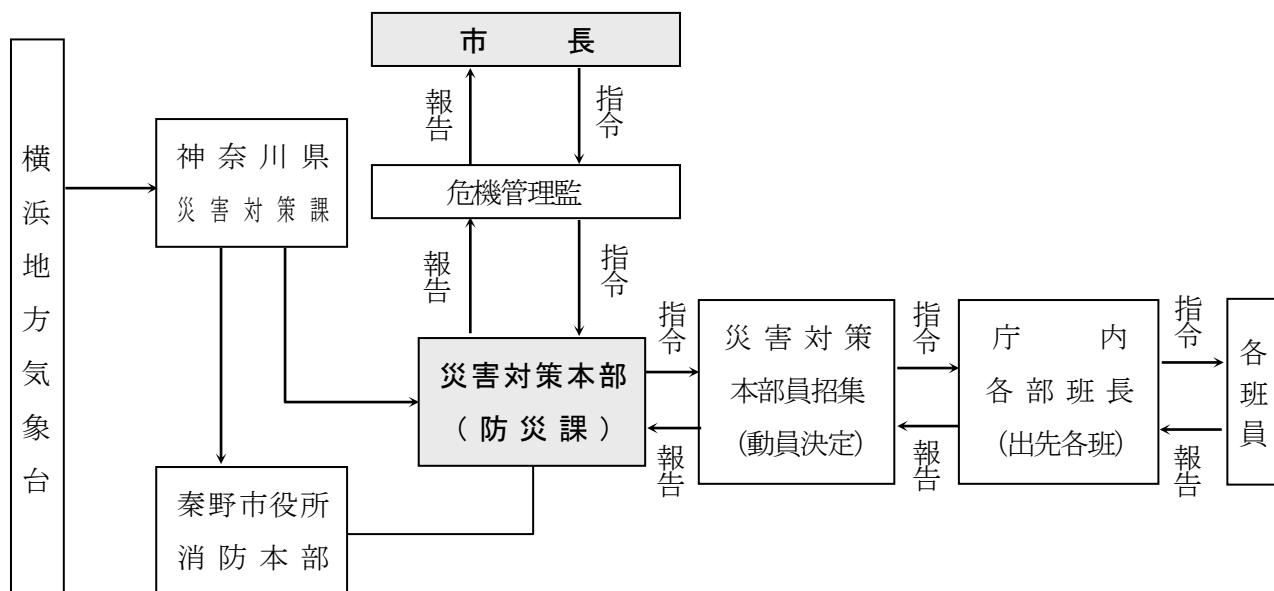 市長
報告
指令
横浜地方気象台
神奈川県
災害対策課
危機管理監
報告
指令
災害対策本部
(防災課)
指令
報告
災害対策
本部員招集
(動員決定)
指令
報告
庁内
各部班長
(出先各班)
指令
報告
各班員
秦野市役所
消防本部